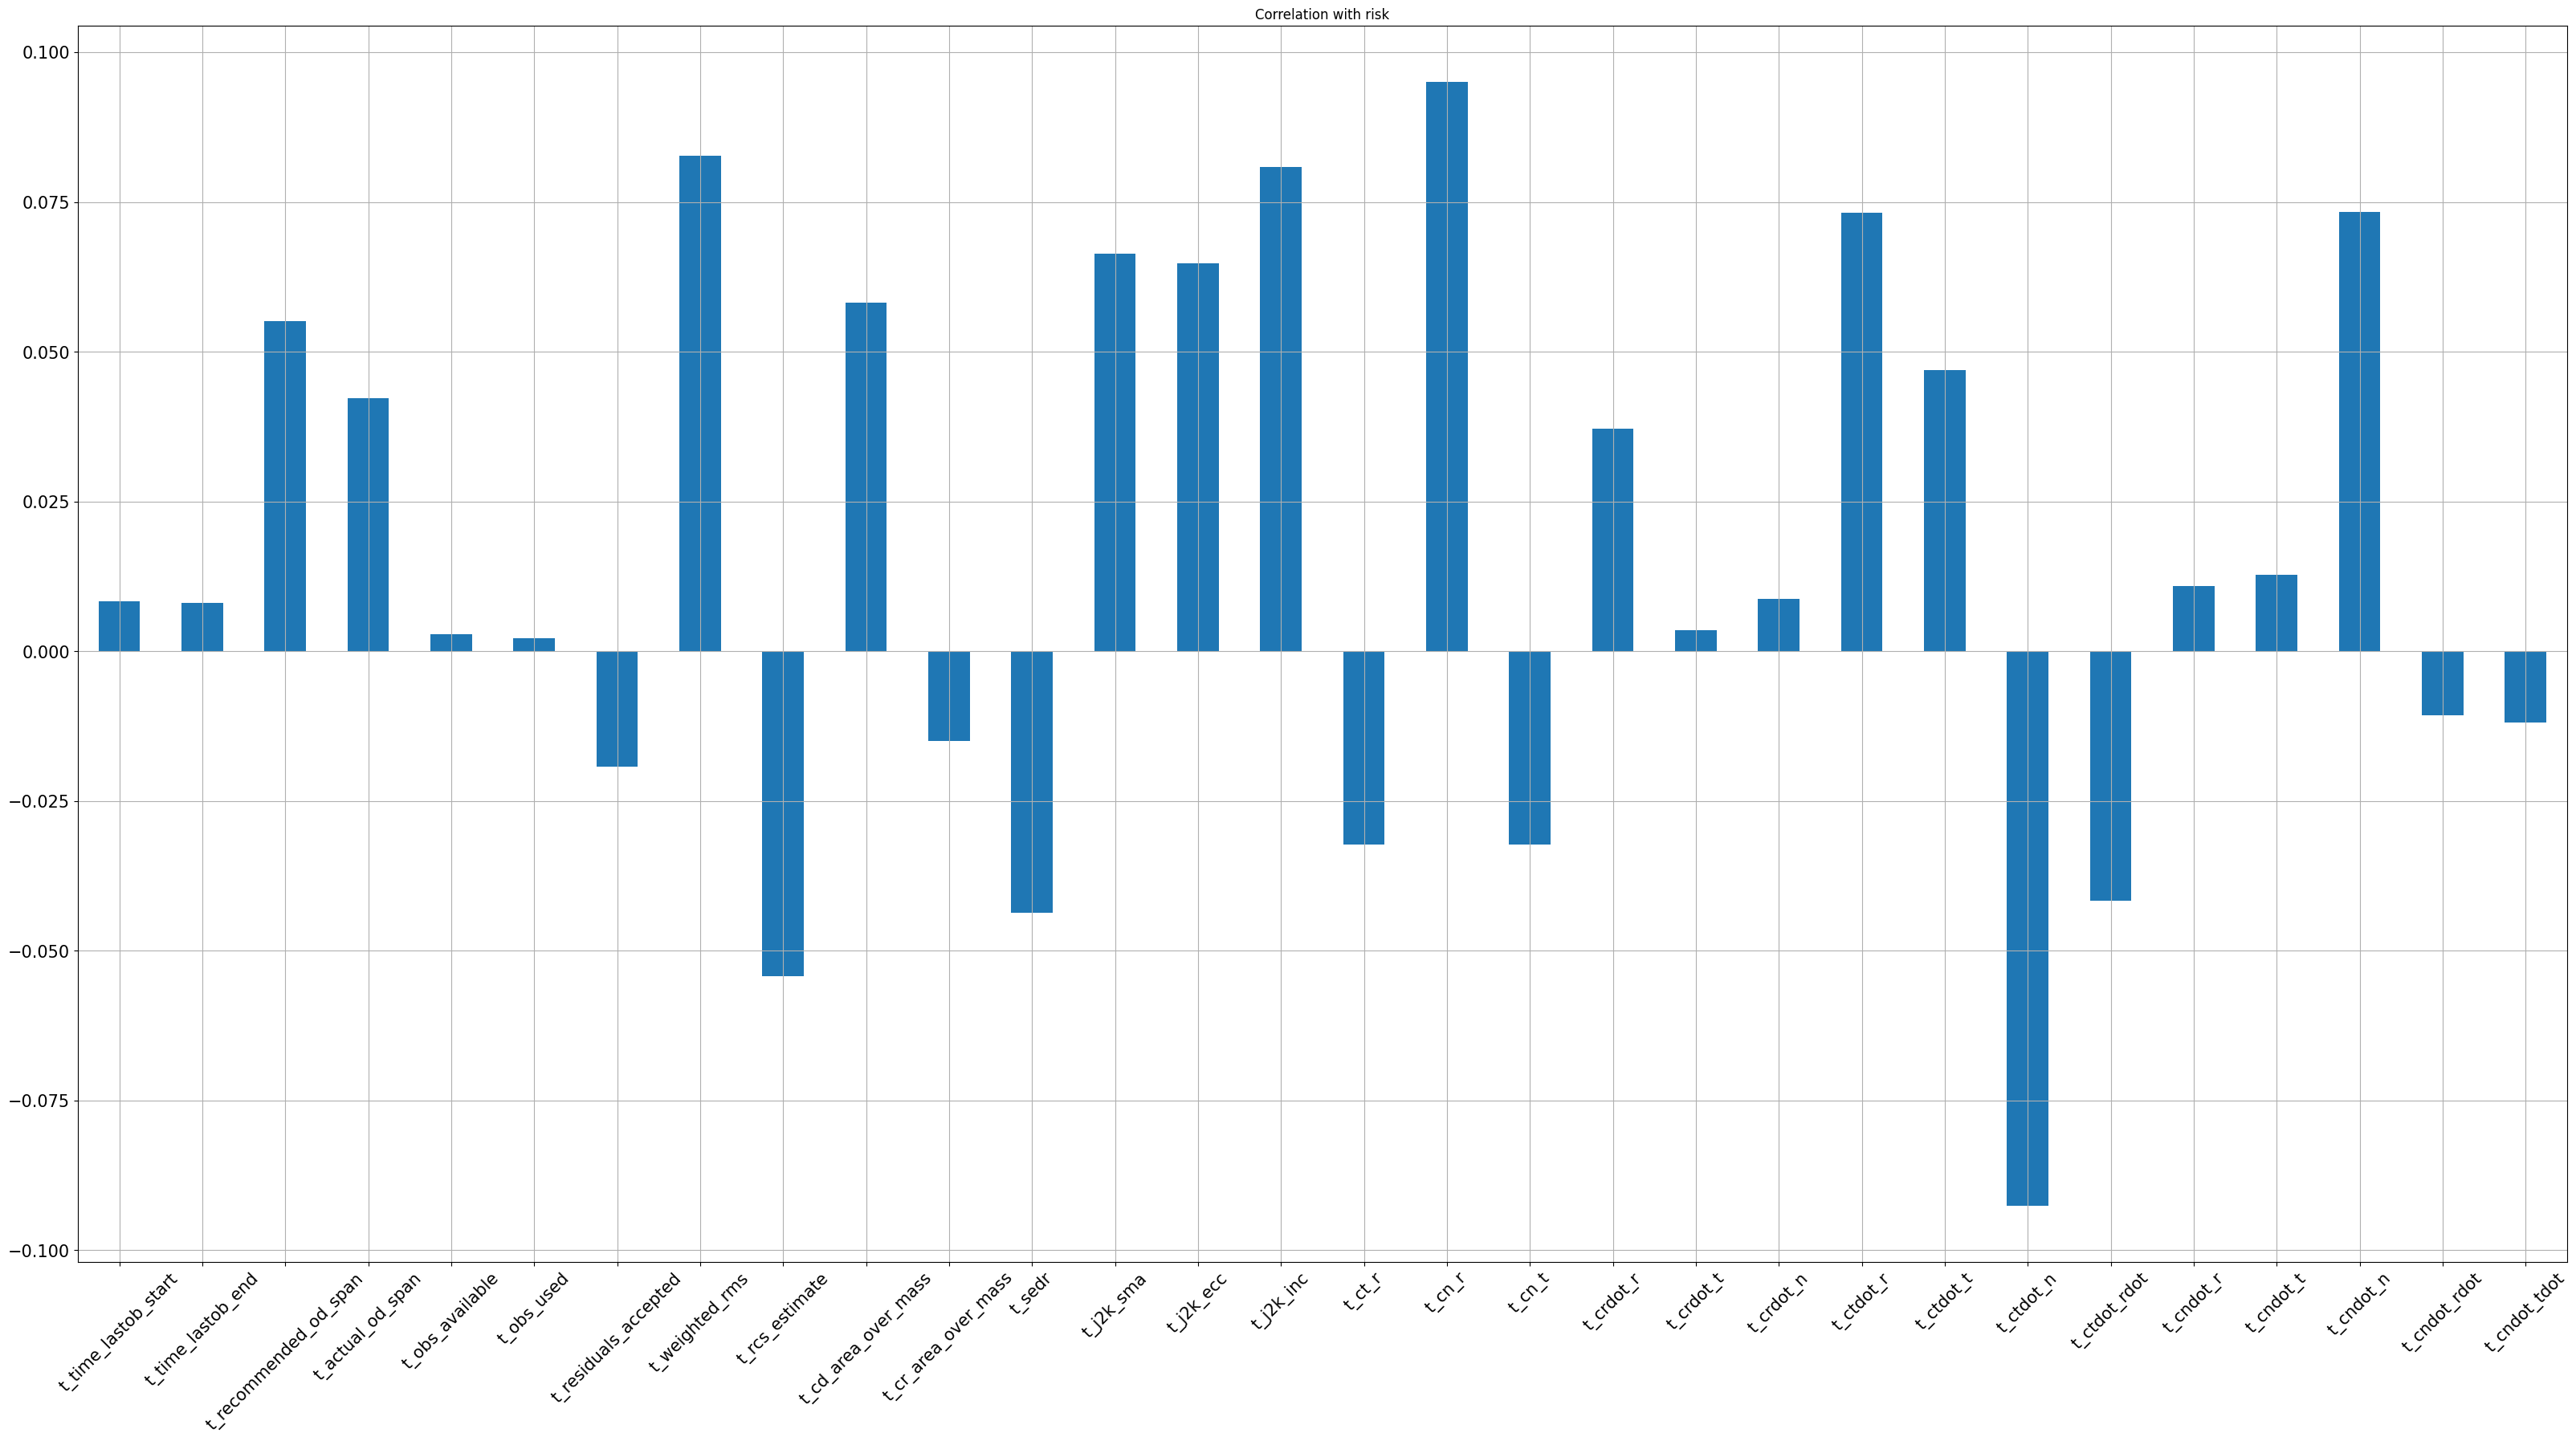 Correlation with risk
0.100
0.075
0.050
0.025
0.000
−0.025
−0.050
−0.075
−0.100
t_time_lastob_start
t_time_lastob_end
t_recommended_od_span
t_actual_od_span
t_obs_available
t_obs_used
t_residuals_accepted
t_weighted_rms
t_rcs_estimate
t_cd_area_over_mass
t_cr_area_over_mass
t_sedr
t_j2k_sma
t_j2k_ecc
t_j2k_inc
t_ct_r
t_cn_r
t_cn_t
t_crdot_r
t_crdot_t
t_crdot_n
t_ctdot_r
t_ctdot_t
t_ctdot_n
t_ctdot_rdot
t_cndot_r
t_cndot_t
t_cndot_n
t_cndot_rdot
t_cndot_tdot